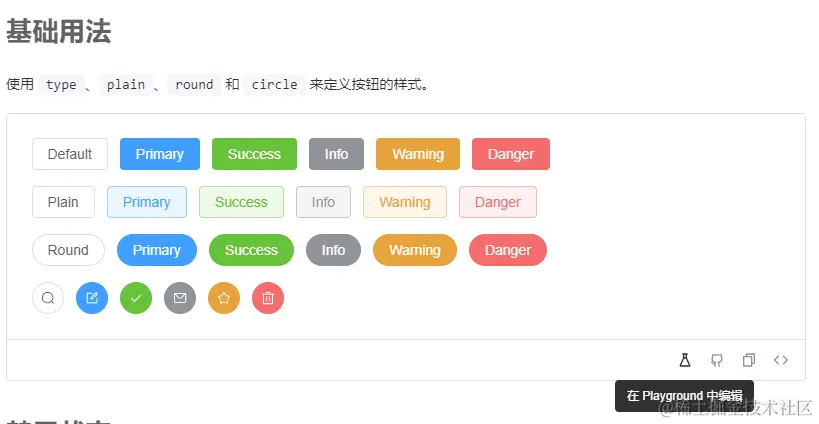 基础用法
使用 type 、 plain 、 round 和 circle 来定义按钮的样式。
Default Primary Success Info Warning Danger
Plain Primary Success Info Warning Danger
Round Primary Success Info Warning Danger
在 Playground 中编辑
@稀土掘金技术社区